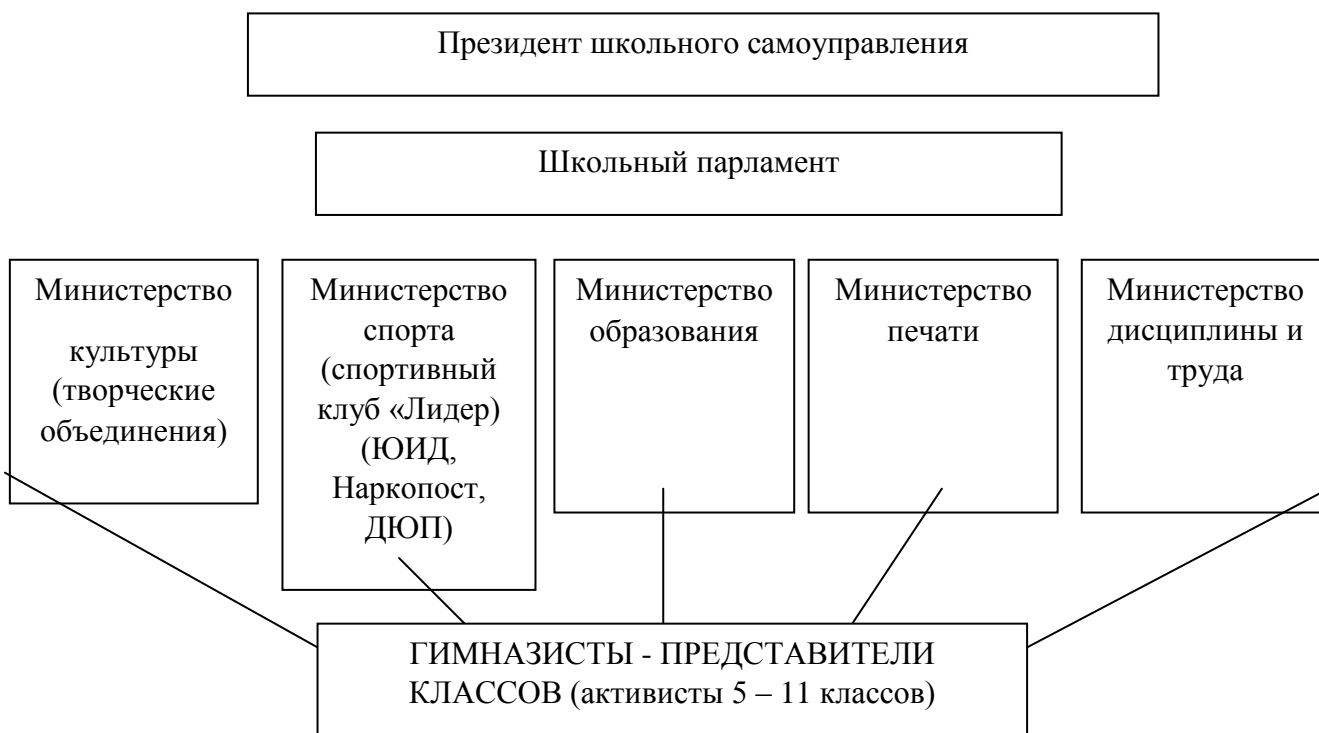 Президент школьного самоуправления
Школьный парламент
Министерство
культуры
(творческие
объединения)
Министерство
спорта
(спортивный
клуб «Лидер)
(ЮИД,
Наркопост,
ДЮП)
Министерство
образования
Министерство
печати
Министерство
дисциплины и
труда
ГИМНАЗИСТЫ - ПРЕДСТАВИТЕЛИ
КЛАССОВ (активисты 5 – 11 классов)